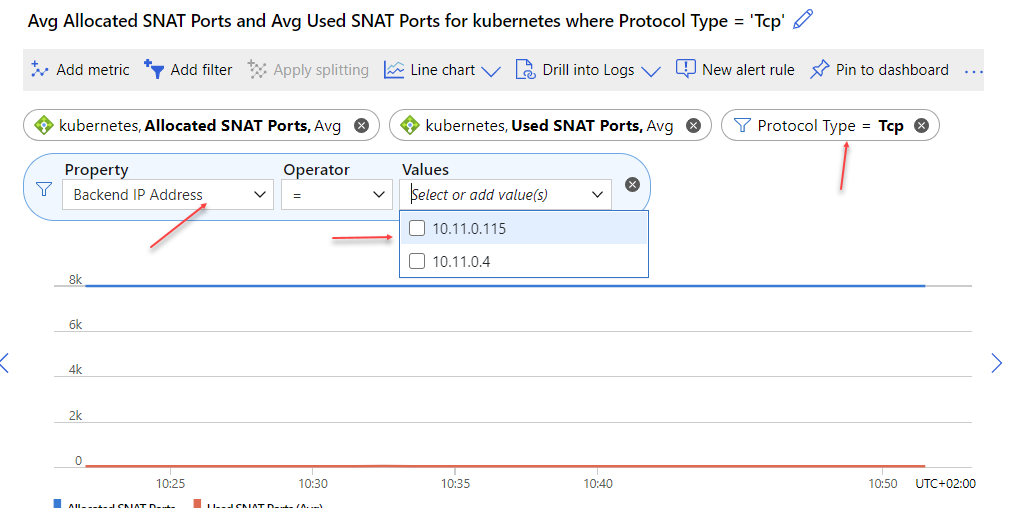 Avg Allocated SNAT Ports and Avg Used SNAT Ports for kubernetes where Protocol Type = 'Tcp'
Add metric Add filter Apply splitting Line chart Drill into Logs New alert rule Pin to dashboard ...
kubernetes, Allocated SNAT Ports, Avg kubernetes, Used SNAT Ports, Avg Protocol Type = Tcp
Property Operator Values
Backend IP Address = Select or add value(s)
10.11.0.115
10.11.0.4
8k
6k
4k
2k
0
10:25 10:30 10:35 10:40 10:50 UTC+02:00
Allocated SNAT Ports Used SNAT Ports (Avg)